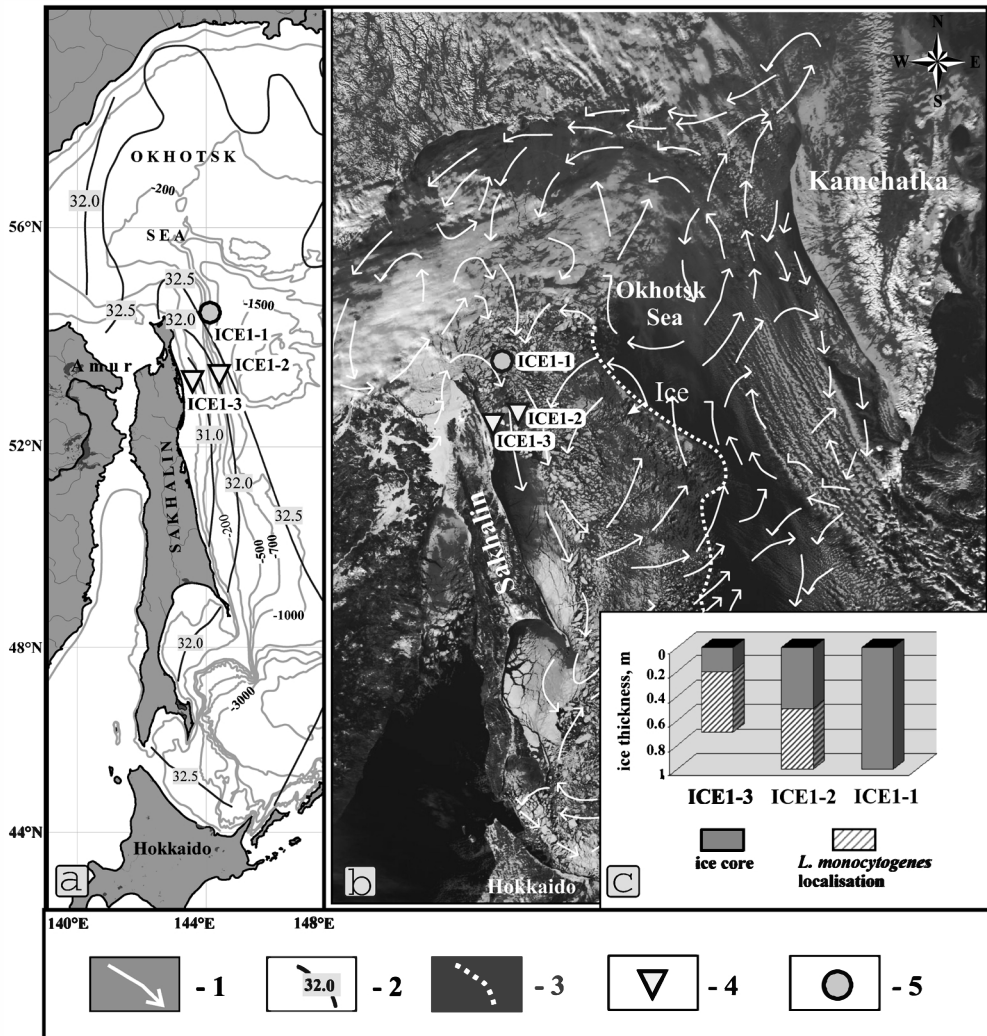 OKHOTSK
SEA
-200
32.0
32.5
32.5
32.0
-1500
ICE1-1
ICE1-2
ICE1-3
Amur
SAKHALIN
31.0
32.0
32.5
-200
-500
-700
-1000
32.0
-3000
32.5
Hokkaido
56°N
52°N
48°N
44°N
140°E
144°E
148°E
a
N
W
E
S
Kamchatka
Okhotsk
Sea
ICE1-1
Ice
ICE1-2
ICE1-3
Sakhalin
Hokkaido
b
ice thickness, m
0
0.2
0.4
0.6
0.8
1
ICE1-3
ICE1-2
ICE1-1
ice core
L. monocytogenes
localisation
c
- 1
32.0
- 2
- 3
- 4
- 5